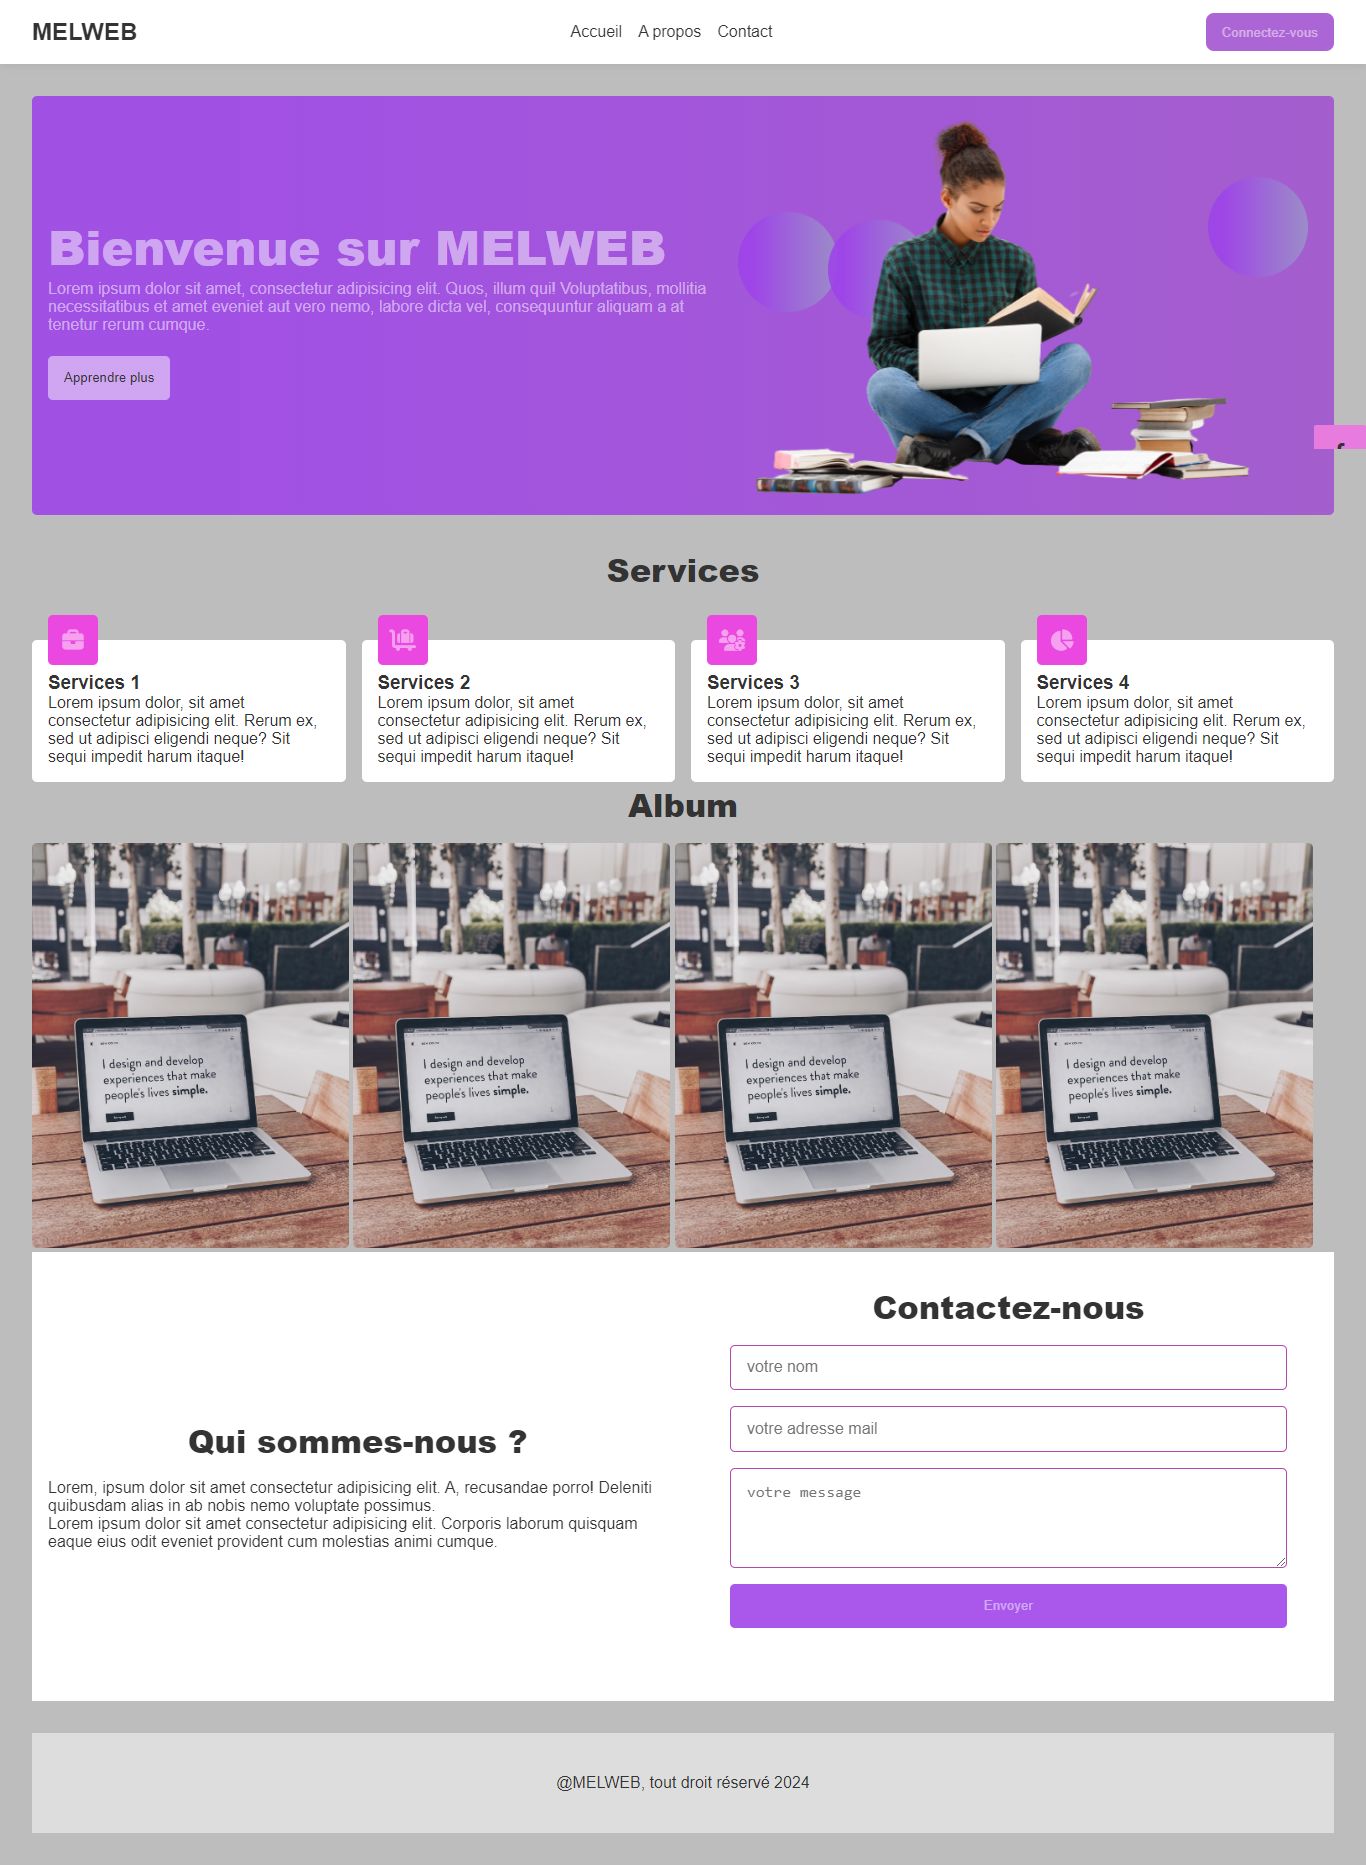 MELWEB
Accueil A propos Contact
Connectez-vous
Bienvenue sur MELWEB
Lorem ipsum dolor sit amet, consectetur adipisicing elit. Quos, illum qui! Voluptatibus, mollitia
necessitatibus et amet eveniet aut vero nemo, labore dicta vel, consequuntur aliquam a at
tenetur rerum cumque.
Apprendre plus
Services
Services 1
Lorem ipsum dolor, sit amet
consectetur adipisicing elit. Rerum ex,
sed ut adipisci eligendi neque? Sit
sequi impedit harum itaque!
Services 2
Lorem ipsum dolor, sit amet
consectetur adipisicing elit. Rerum ex,
sed ut adipisci eligendi neque? Sit
sequi impedit harum itaque!
Services 3
Lorem ipsum dolor, sit amet
consectetur adipisicing elit. Rerum ex,
sed ut adipisci eligendi neque? Sit
sequi impedit harum itaque!
Services 4
Lorem ipsum dolor, sit amet
consectetur adipisicing elit. Rerum ex,
sed ut adipisci eligendi neque? Sit
sequi impedit harum itaque!
Album
I design and develop
experiences that make
people's lives simple.
I design and develop
experiences that make
people's lives simple.
I design and develop
experiences that make
people's lives simple.
I design and develop
experiences that make
people's lives simple.
Qui sommes-nous ?
Lorem, ipsum dolor sit amet consectetur adipisicing elit. A, recusandae porro! Deleniti
quibusdam alias in ab nobis nemo voluptate possimus.
Lorem ipsum dolor sit amet consectetur adipisicing elit. Corporis laborum quisquam
eaque eius odit eveniet provident cum molestias animi cumque.
Contactez-nous
votre nom
votre adresse mail
votre message
Envoyer
@MELWEB, tout droit réservé 2024